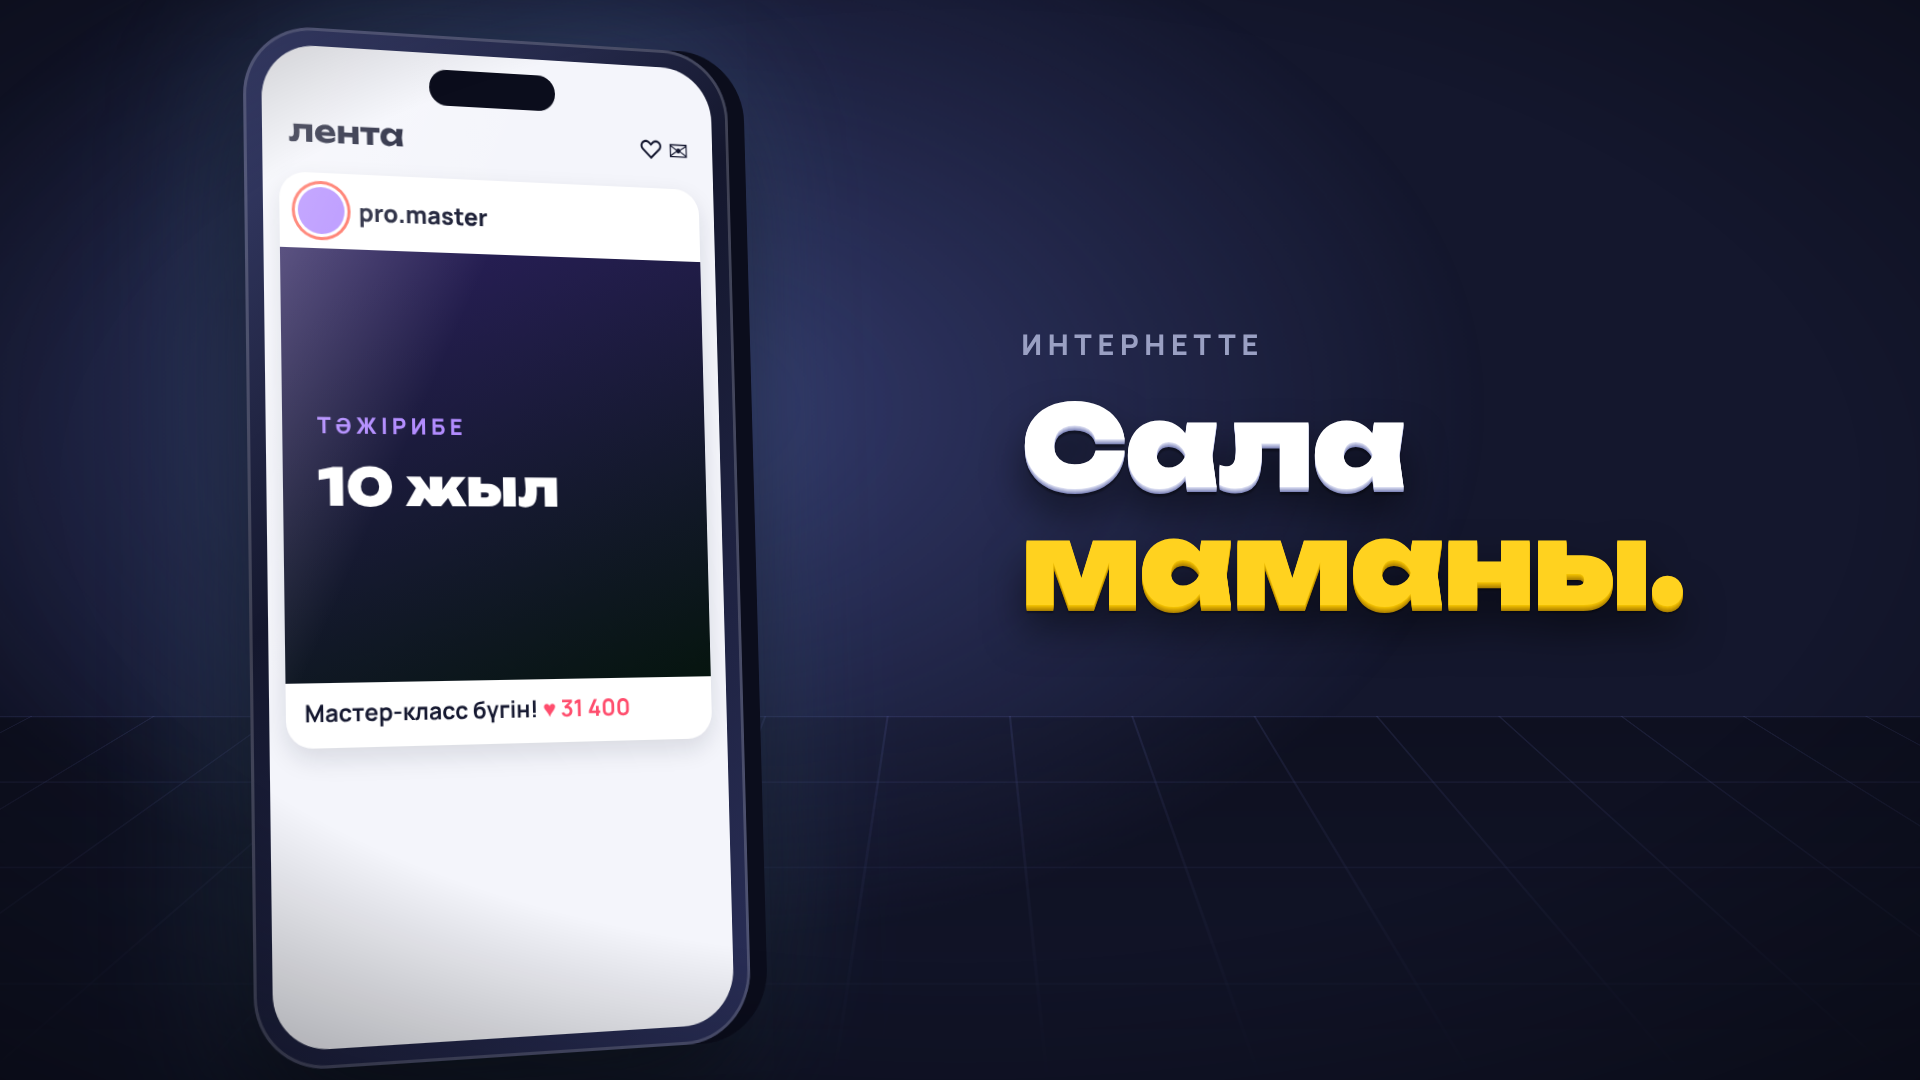 лента
♡ ✉
pro.master
ТӘЖІРИБЕ
10 жыл
Мастер-класс бүгін! ♥ 31 400
ИНТЕРНЕТТЕ
Сала
маманы.